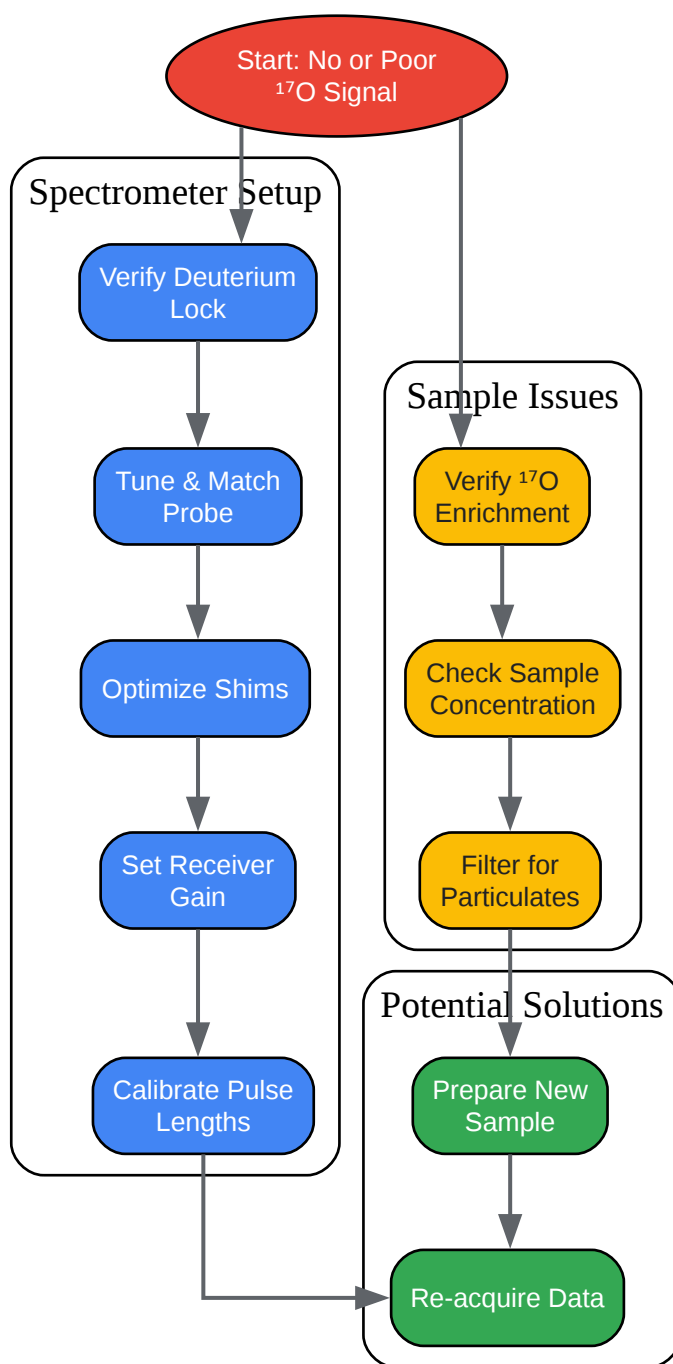 Start: No or Poor
¹⁷O Signal
Spectrometer Setup
Verify Deuterium
Lock
Tune & Match
Probe
Optimize Shims
Set Receiver
Gain
Calibrate Pulse
Lengths
Sample Issues
Verify ¹⁷O
Enrichment
Check Sample
Concentration
Filter for
Particulates
Potential Solutions
Prepare New
Sample
Re-acquire Data